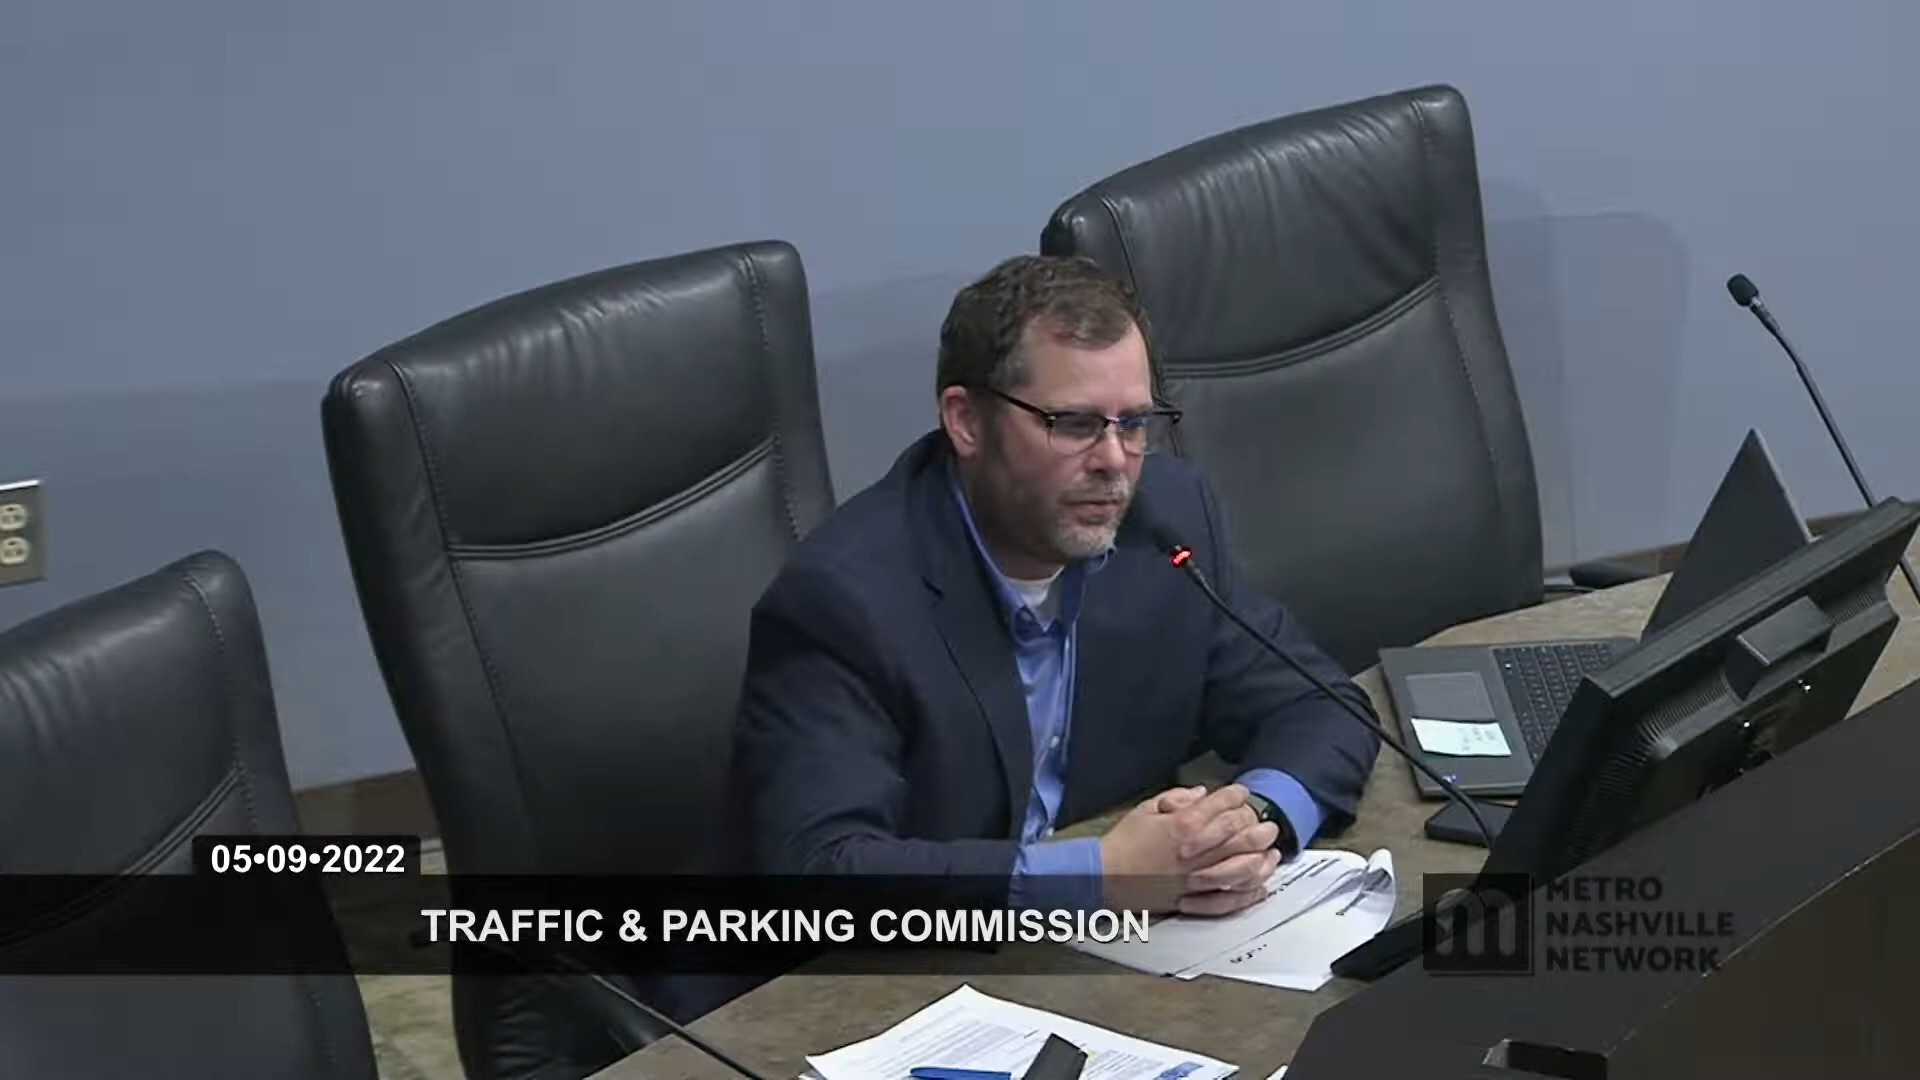 05•09•2022
TRAFFIC & PARKING COMMISSION
METRO
NASHVILLE
NETWORK